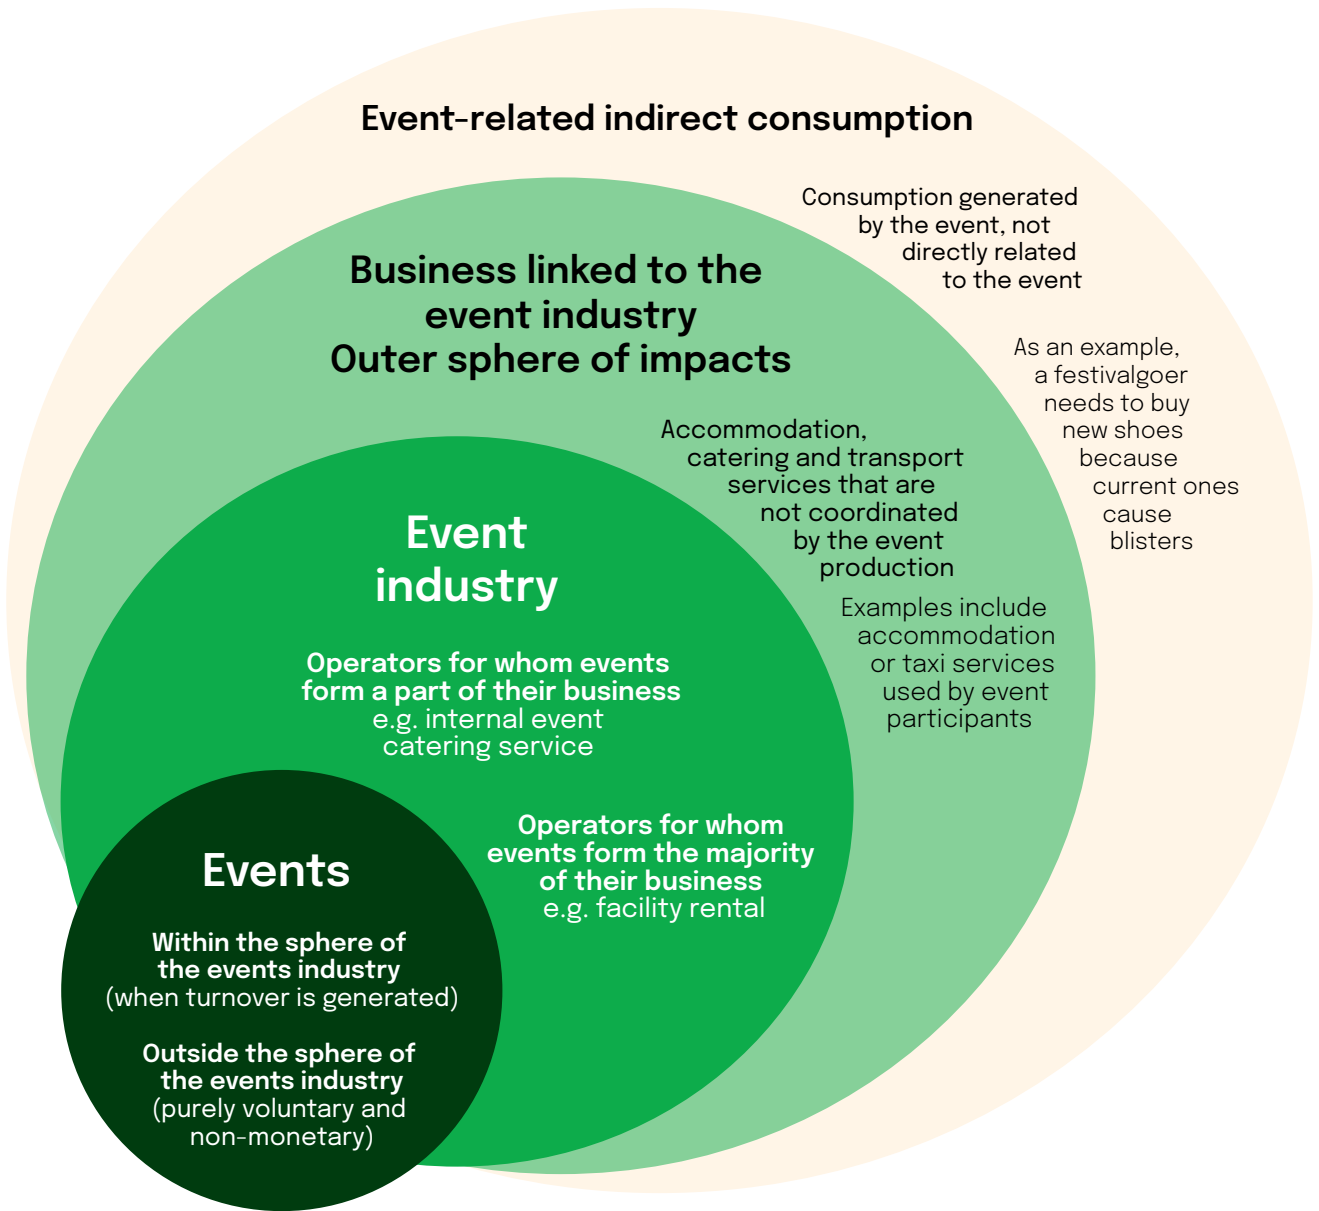 Event-related indirect consumption
Consumption generated
by the event, not
directly related
to the event
As an example,
a festivalgoer
needs to buy
new shoes
because
current ones
cause
blisters
Business linked to the
event industry
Outer sphere of impacts
Accommodation,
catering and transport
services that are
not coordinated
by the event
production
Examples include
accommodation
or taxi services
used by event
participants
Event
industry
Operators for whom events
form a part of their business
e.g. internal event
catering service
Operators for whom
events form the majority
of their business
e.g. facility rental
Events
Within the sphere of
the events industry
(when turnover is generated)
Outside the sphere of
the events industry
(purely voluntary and
non-monetary)